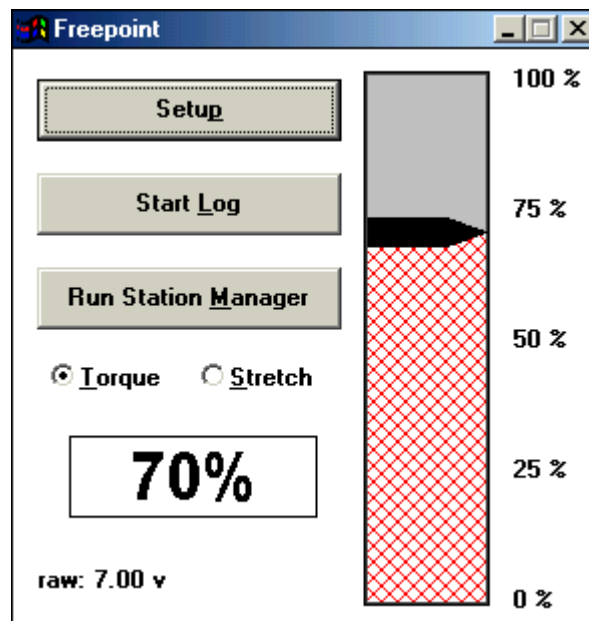 Freepoint
Setup
Start Log
Run Station Manager
Torque Stretch
70%
raw: 7.00 v
100 %
75 %
50 %
25 %
0 %